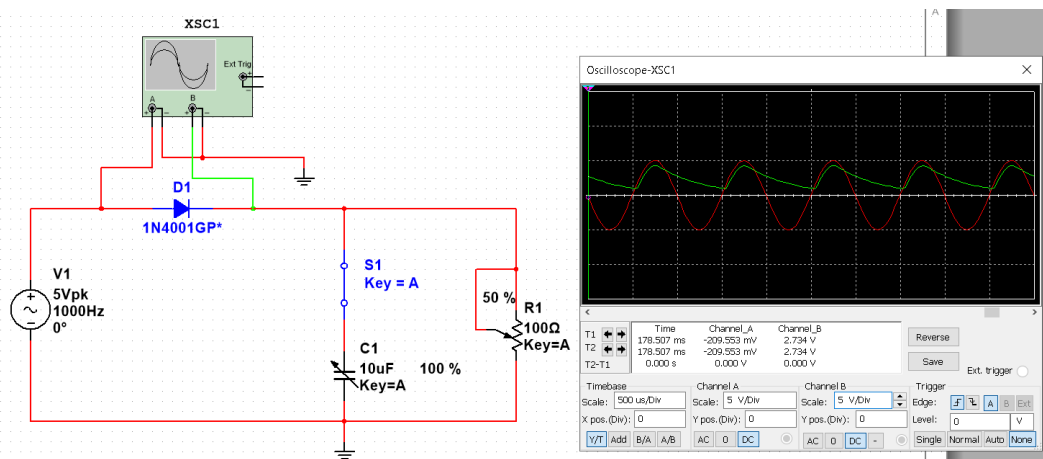 XSC1
Ext Trig
+
-
A
B
+ - + -
D1
1N4001GP*
V1
5Vpk
1000Hz
0°
S1
Key = A
C1
10uF
Key=A
100 %
50 %
R1
100Ω
Key=A
A
Oscilloscope-XSC1
Time Channel_A Channel_B
T1 178.507 ms -209.553 mV 2.734 V
T2 178.507 ms -209.553 mV 2.734 V
T2-T1 0.000 s 0.000 V 0.000 V
Reverse
Save
Ext. trigger
Timebase
Scale: 500 us/Div
X pos.(Div): 0
Y/T Add B/A A/B
Channel A
Scale: 5 V/Div
Y pos.(Div): 0
AC 0 DC
Channel B
Scale: 5 V/Div
Y pos.(Div): 0
AC 0 DC -
Trigger
Edge: A B Ext
Level: 0 V
Single Normal Auto None